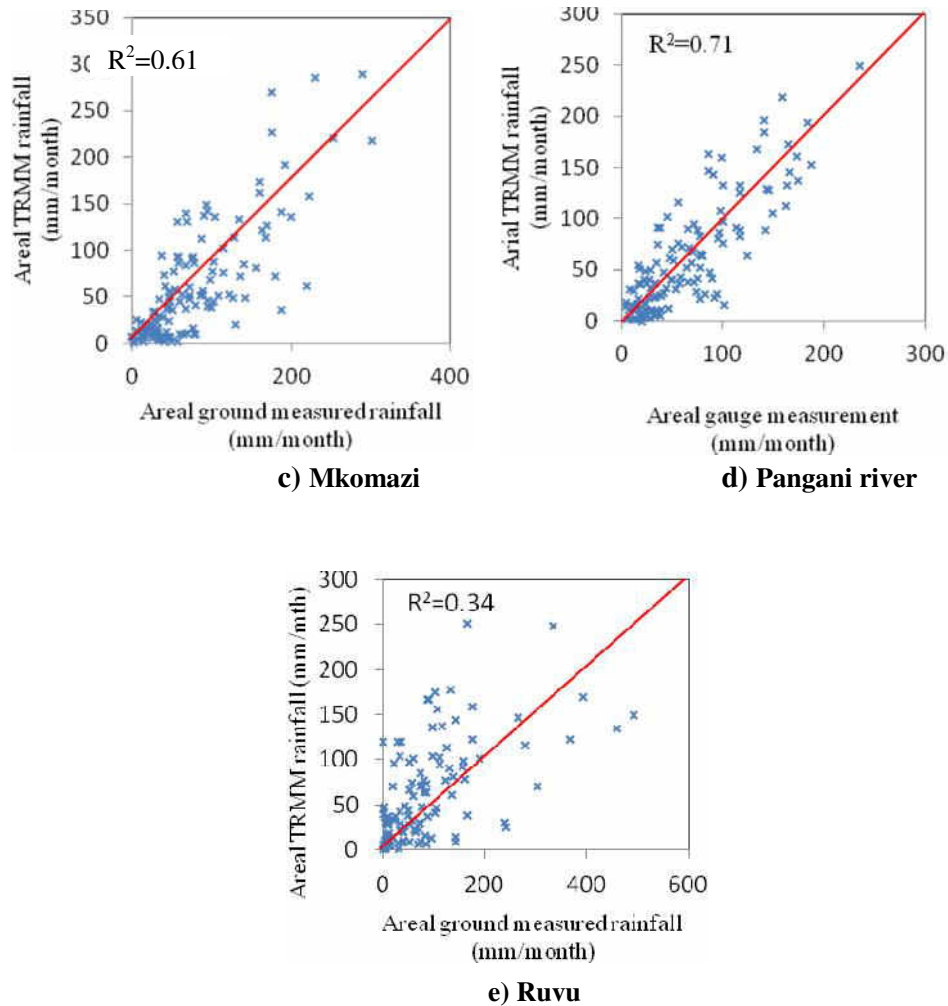 350
300
250
200
150
100
50
0
R²=0.61
Areal TRMM rainfall
(mm/month)
0 200 400
Areal ground measured rainfall
(mm/month)
c) Mkomazi
300
250
200
150
100
50
0
R²=0.71
Arial TRMM rainfall
(mm/month)
0 100 200 300
Areal gauge measurement
(mm/month)
d) Pangani river
300
250
200
150
100
50
0
R²=0.34
Areal TRMM rainfall (mm/mth)
0 200 400 600
Areal ground measured rainfall
(mm/month)
e) Ruvu